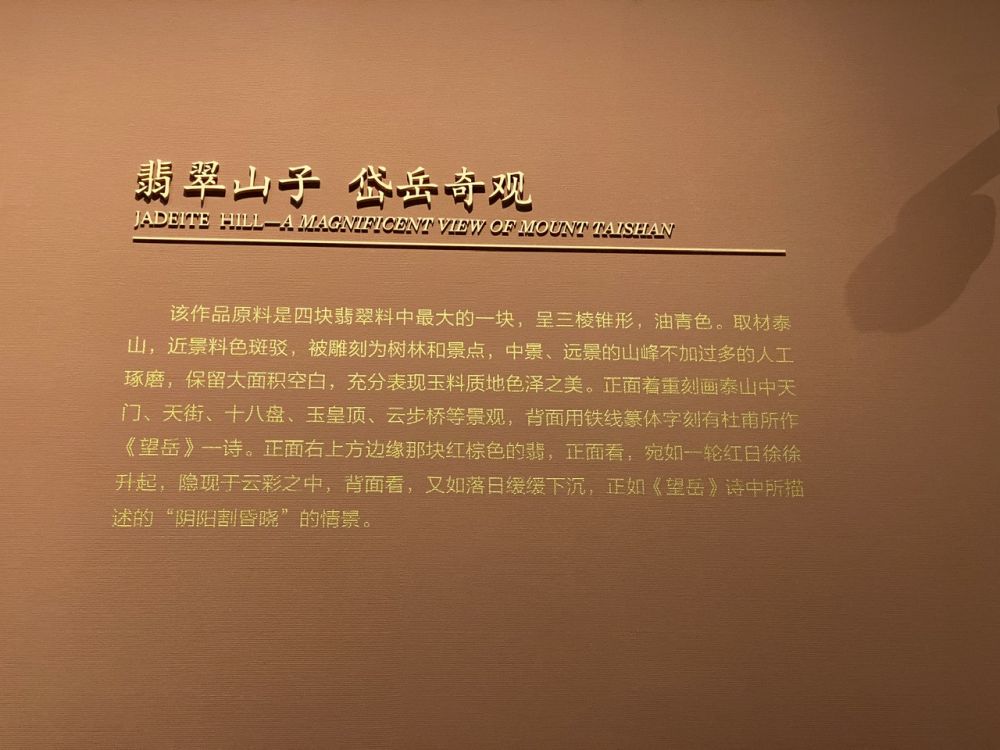 翡翠山子 岱岳奇观
JADEITE HILL—A MAGNIFICENT VIEW OF MOUNT TAISHAN
该作品原料是四块翡翠料中最大的一块，呈三棱锥形，油青色。取材泰
山，近景料色斑驳，被雕刻为树林和景点，中景、远景的山峰不加过多的人工
琢磨，保留大面积空白，充分表现玉料质地色泽之美。正面着重刻画泰山中天
门、天街、十八盘、玉皇顶、云步桥等景观，背面用铁线篆体字刻有杜甫所作
《望岳》一诗。正面右上方边缘那块红棕色的翡，正面看，宛如一轮红日徐徐
升起，隐现于云彩之中，背面看，又如落日缓缓下沉，正如《望岳》诗中所描
述的“阴阳割昏晓”的情景。